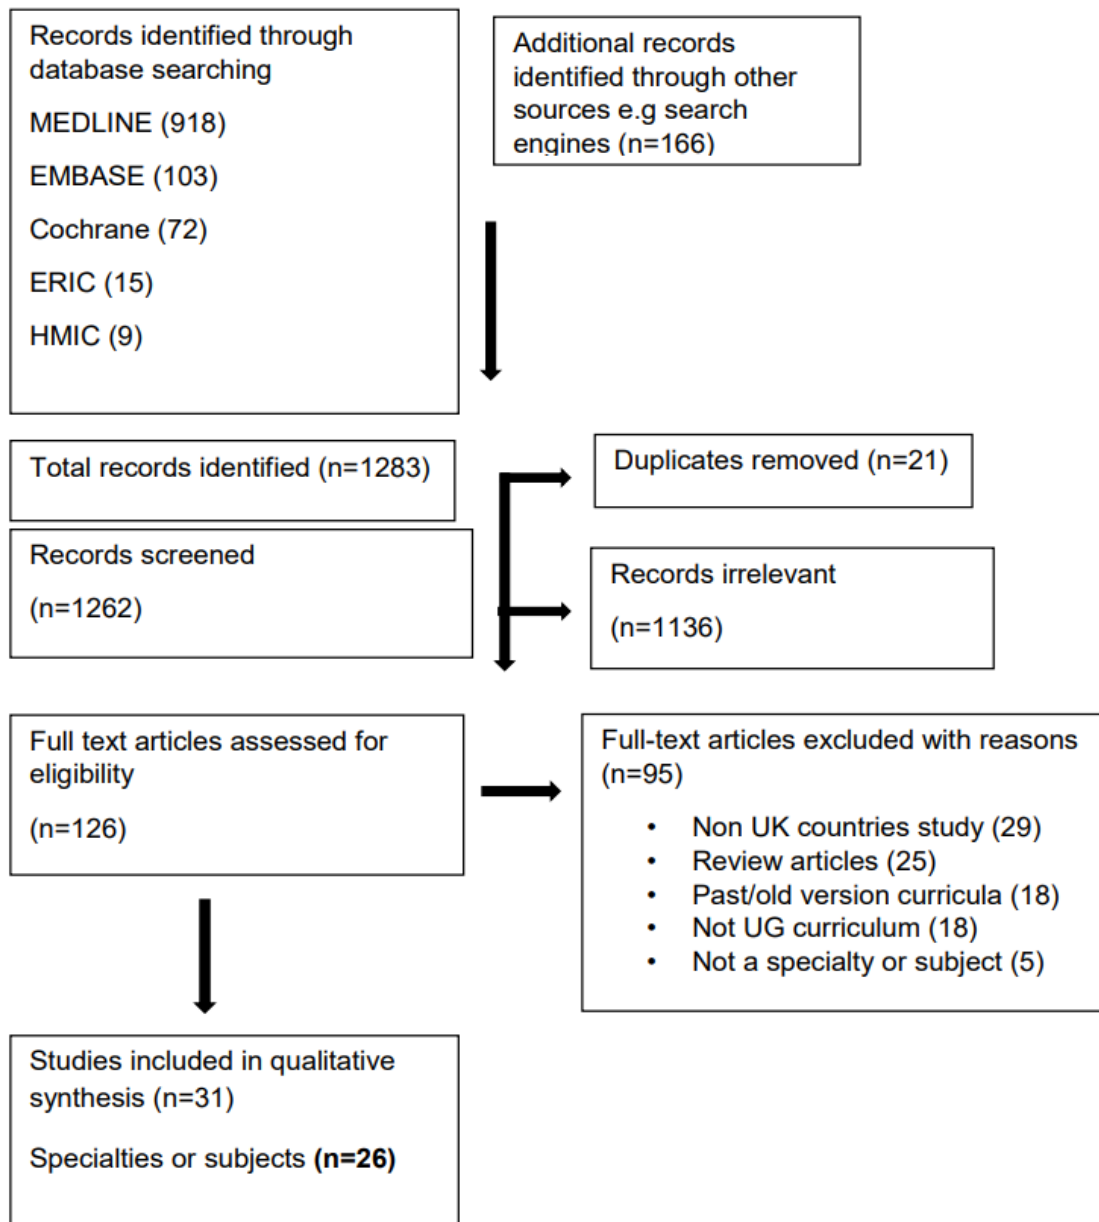 Records identified through
database searching
MEDLINE (918)
EMBASE (103)
Cochrane (72)
ERIC (15)
HMIC (9)
Additional records
identified through other
sources e.g search
engines (n=166)
Total records identified (n=1283)
Duplicates removed (n=21)
Records screened
(n=1262)
Records irrelevant
(n=1136)
Full text articles assessed for
eligibility
(n=126)
Full-text articles excluded with reasons
(n=95)
• Non UK countries study (29)
• Review articles (25)
• Past/old version curricula (18)
• Not UG curriculum (18)
• Not a specialty or subject (5)
Studies included in qualitative
synthesis (n=31)
Specialties or subjects (n=26)